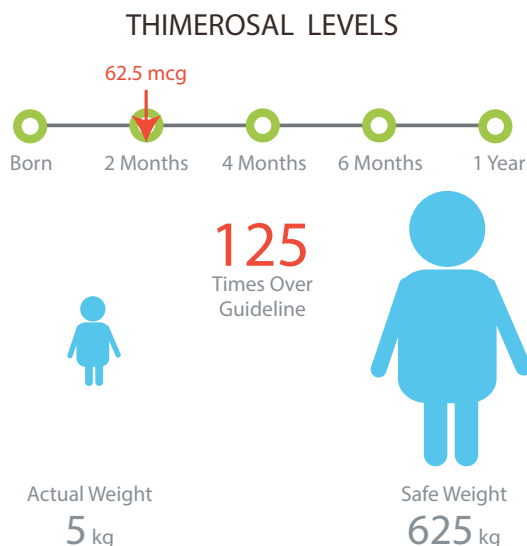 THIMEROSAL LEVELS
62.5 mcg
Born 2 Months 4 Months 6 Months 1 Year
125
Times Over
Guideline
Actual Weight Safe Weight
5 kg 625 kg